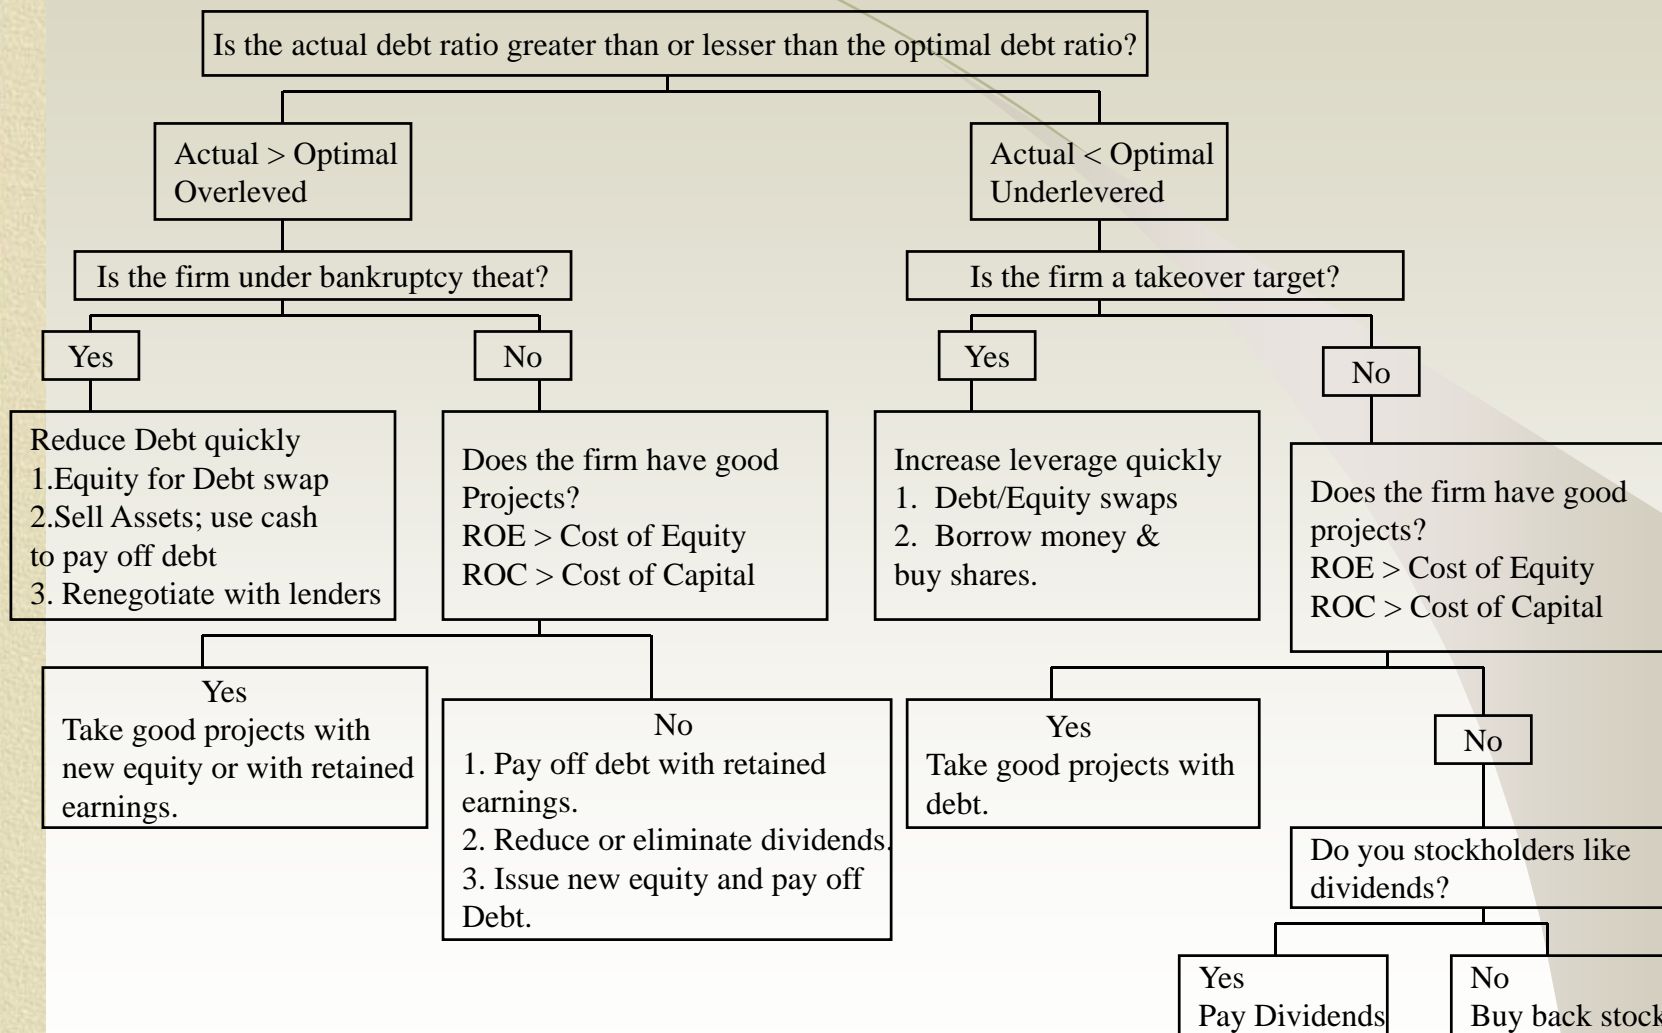 Is the actual debt ratio greater than or lesser than the optimal debt ratio?
Actual > Optimal
Overleved
Actual < Optimal
Underlevered
Is the firm under bankruptcy theat?
Is the firm a takeover target?
Yes
No
Yes
No
Reduce Debt quickly
1.Equity for Debt swap
2.Sell Assets; use cash
to pay off debt
3. Renegotiate with lenders
Does the firm have good
Projects?
ROE > Cost of Equity
ROC > Cost of Capital
Increase leverage quickly
1. Debt/Equity swaps
2. Borrow money &
buy shares.
Does the firm have good
projects?
ROE > Cost of Equity
ROC > Cost of Capital
Yes
Take good projects with
new equity or with retained
earnings.
No
1. Pay off debt with retained
earnings.
2. Reduce or eliminate dividends.
3. Issue new equity and pay off
Debt.
Yes
Take good projects with
debt.
No
Do you stockholders like
dividends?
Yes
Pay Dividends
No
Buy back stock